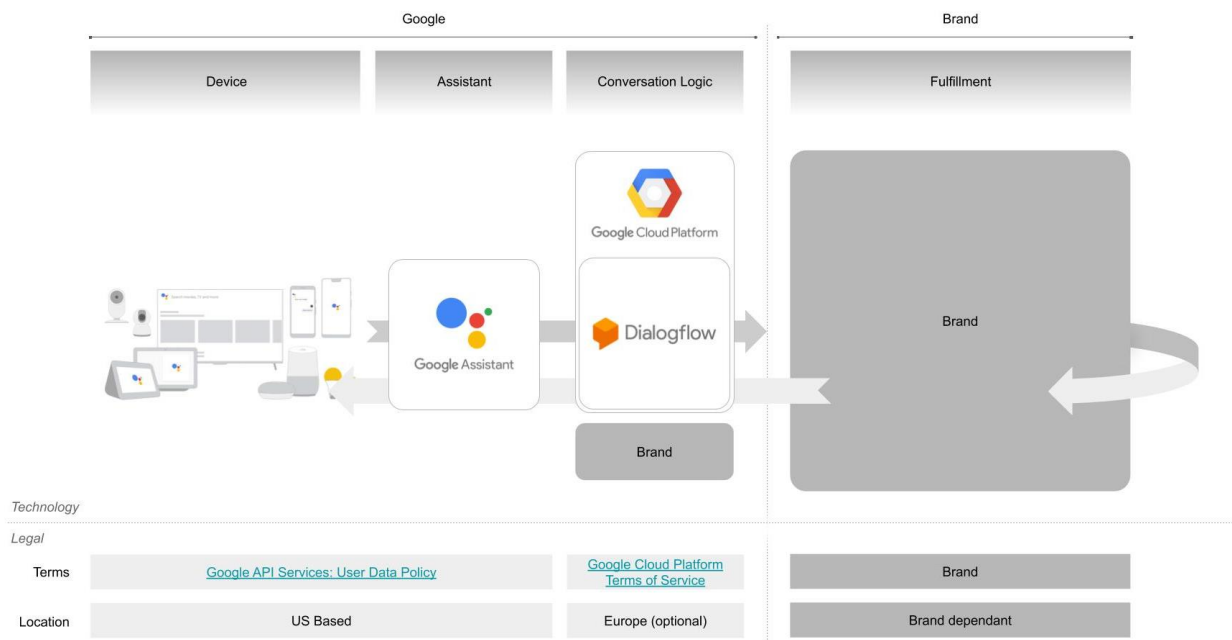 Google
Brand
Device
Assistant
Conversation Logic
Fulfillment
Google Cloud Platform
Google Assistant
Dialogflow
Brand
Brand
Technology
Legal
Terms
Google API Services: User Data Policy
Google Cloud Platform
Terms of Service
Brand
Location
US Based
Europe (optional)
Brand dependant